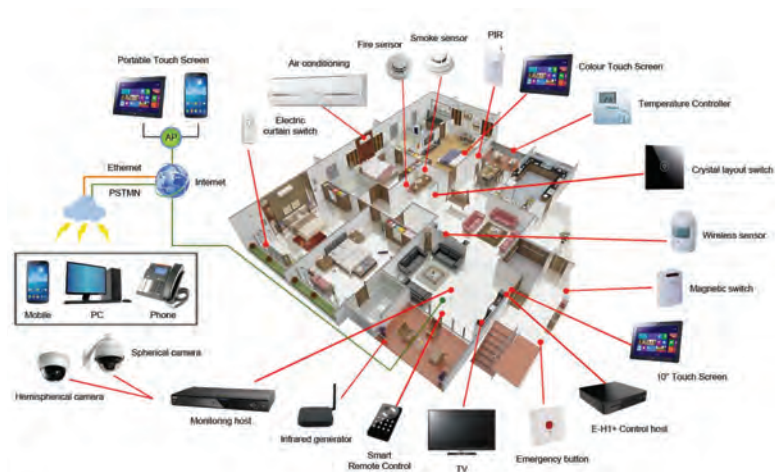 Portable Touch Screen
Air conditioning
Fire sensor
Smoke sensor
PIR
Colour Touch Screen
Temperature Controller
Electric
curtain switch
AP
Ethernet
Internet
PSTMN
Crystal layout switch
Wireless sensor
Magnetic switch
Mobile
PC
Phone
Spherical camera
Hemispherical camera
Monitoring host
Infrared generator
Smart
Remote Control
TV
Emergency button
E-H1+ Control host
10" Touch Screen